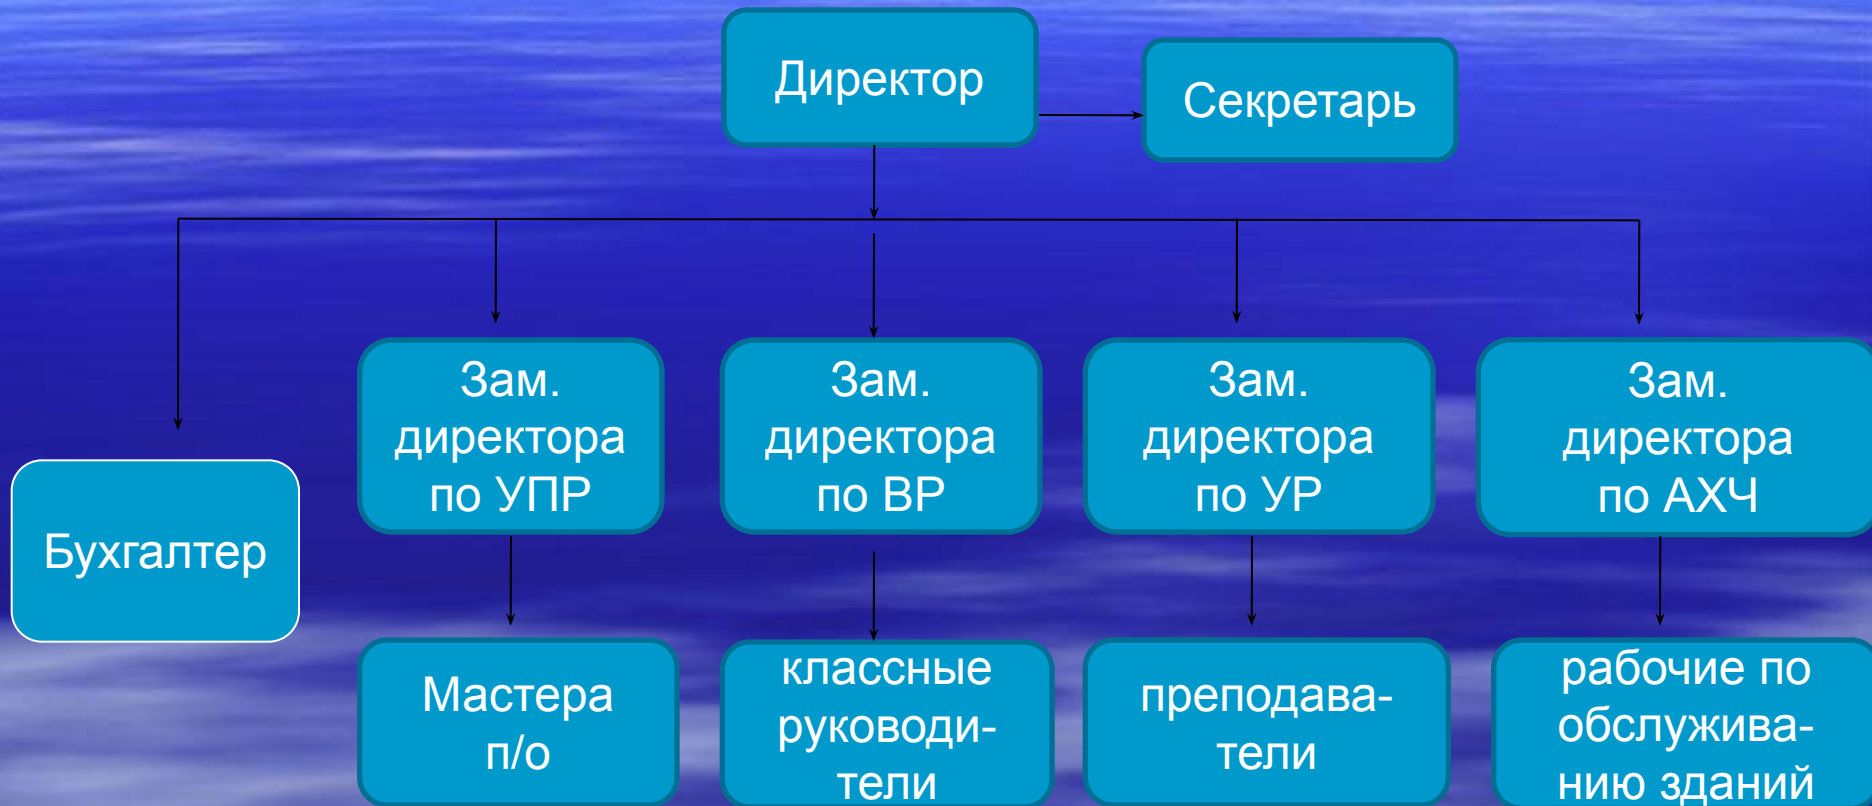 Директор
Секретарь
Бухгалтер
Зам.
директора
по УПР
Зам.
директора
по ВР
Зам.
директора
по УР
Зам.
директора
по АХЧ
Мастера
п/о
классные
руководи-
тели
преподава-
тели
рабочие по
обслужива-
нию зданий